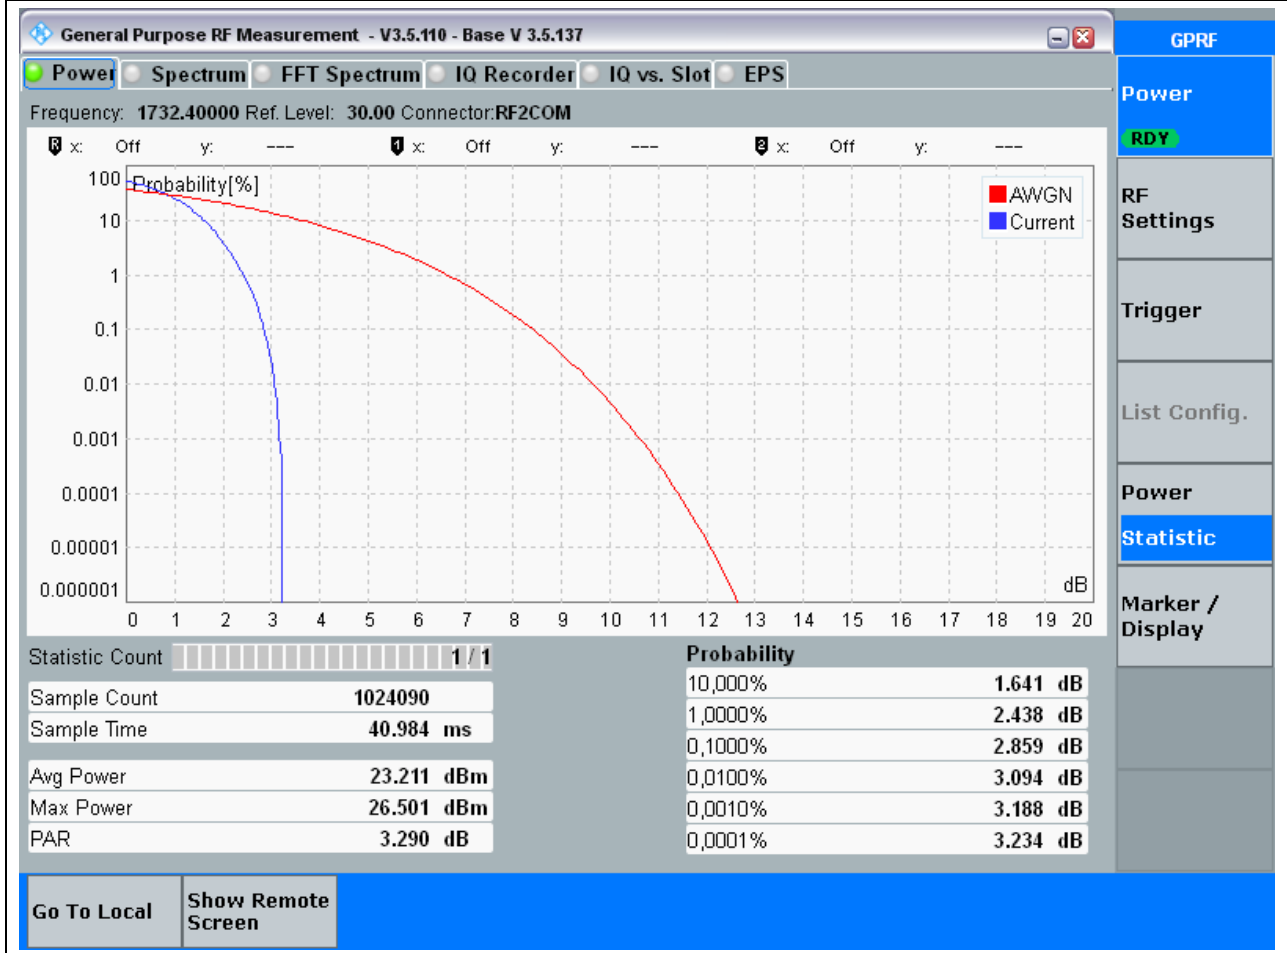 General Purpose RF Measurement - V3.5.110 - Base V 3.5.137
GPRF
Power Spectrum FFT Spectrum IQ Recorder IQ vs. Slot EPS
Frequency: 1732.40000 Ref. Level: 30.00 Connector:RF2COM
R x: Off y: --- 1 x: Off y: --- 2 x: Off y: ---
Probability[%]
AWGN
Current
100
10
1
0.1
0.01
0.001
0.0001
0.00001
0.000001
dB
0 1 2 3 4 5 6 7 8 9 10 11 12 13 14 15 16 17 18 19 20
Statistic Count 1 / 1
Sample Count 1024090
Sample Time 40.984 ms
Avg Power 23.211 dBm
Max Power 26.501 dBm
PAR 3.290 dB
Probability
10,000% 1.641 dB
1,0000% 2.438 dB
0,1000% 2.859 dB
0,0100% 3.094 dB
0,0010% 3.188 dB
0,0001% 3.234 dB
Power
RDY
RF
Settings
Trigger
List Config.
Power
Statistic
Marker /
Display
Go To Local
Show Remote
Screen